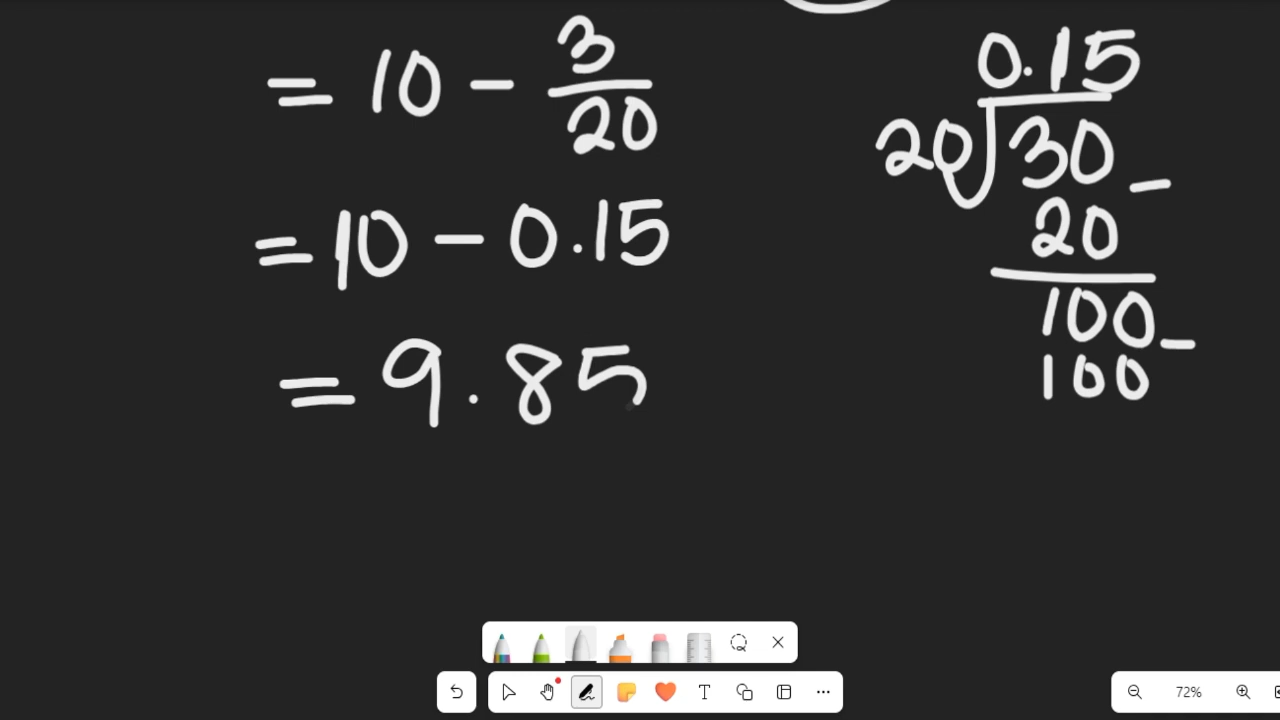 = 10 - 3/20
= 10 - 0.15
= 9.85
0.15
20 30 -
20
100 -
100
T
72%